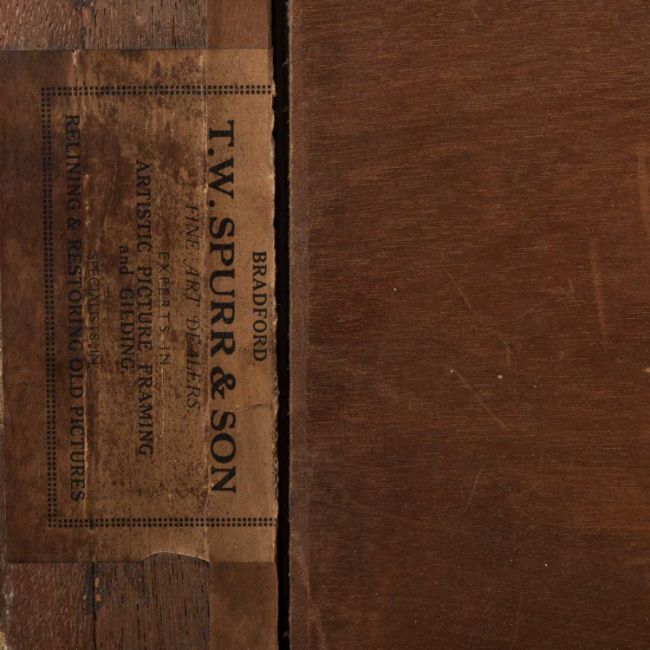 BRADFORD.
T.W. SPURR & SON
FINE ART DEALERS
EXPERTS IN
ARTISTIC PICTURE FRAMING
and GILDING.
SPECIALISTS IN
RELINING & RESTORING OLD PICTURES